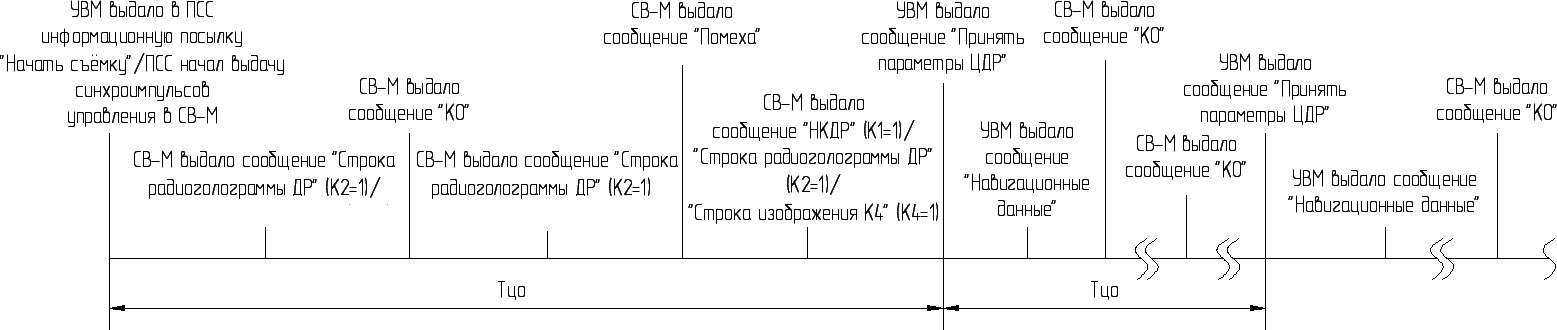 УВМ выдало в ПСС
информационную посылку
"Начать съёмку"/ПСС начал выдачу
синхроимпульсов
управления в СВ-М
СВ-М выдало сообщение "Строка
радиоголограммы ДР" (К2=1)/
СВ-М выдало
сообщение "КО"
СВ-М выдало сообщение "Строка
радиоголограммы ДР" (К2=1)
СВ-М выдало
сообщение "Помеха"
СВ-М выдало
сообщение "НКДР" (К1=1)/
"Строка радиоголограммы ДР"
(К2=1)/
"Строка изображения К4" (К4=1)
УВМ выдало
сообщение "Принять
параметры ЦДР"
УВМ выдало
сообщение
"Навигационные
данные"
СВ-М выдало
сообщение "КО"
СВ-М выдало
сообщение "КО"
УВМ выдало
сообщение "Принять
параметры ЦДР"
УВМ выдало сообщение
"Навигационные данные"
СВ-М выдало
сообщение "КО"
Тцо
Тцо